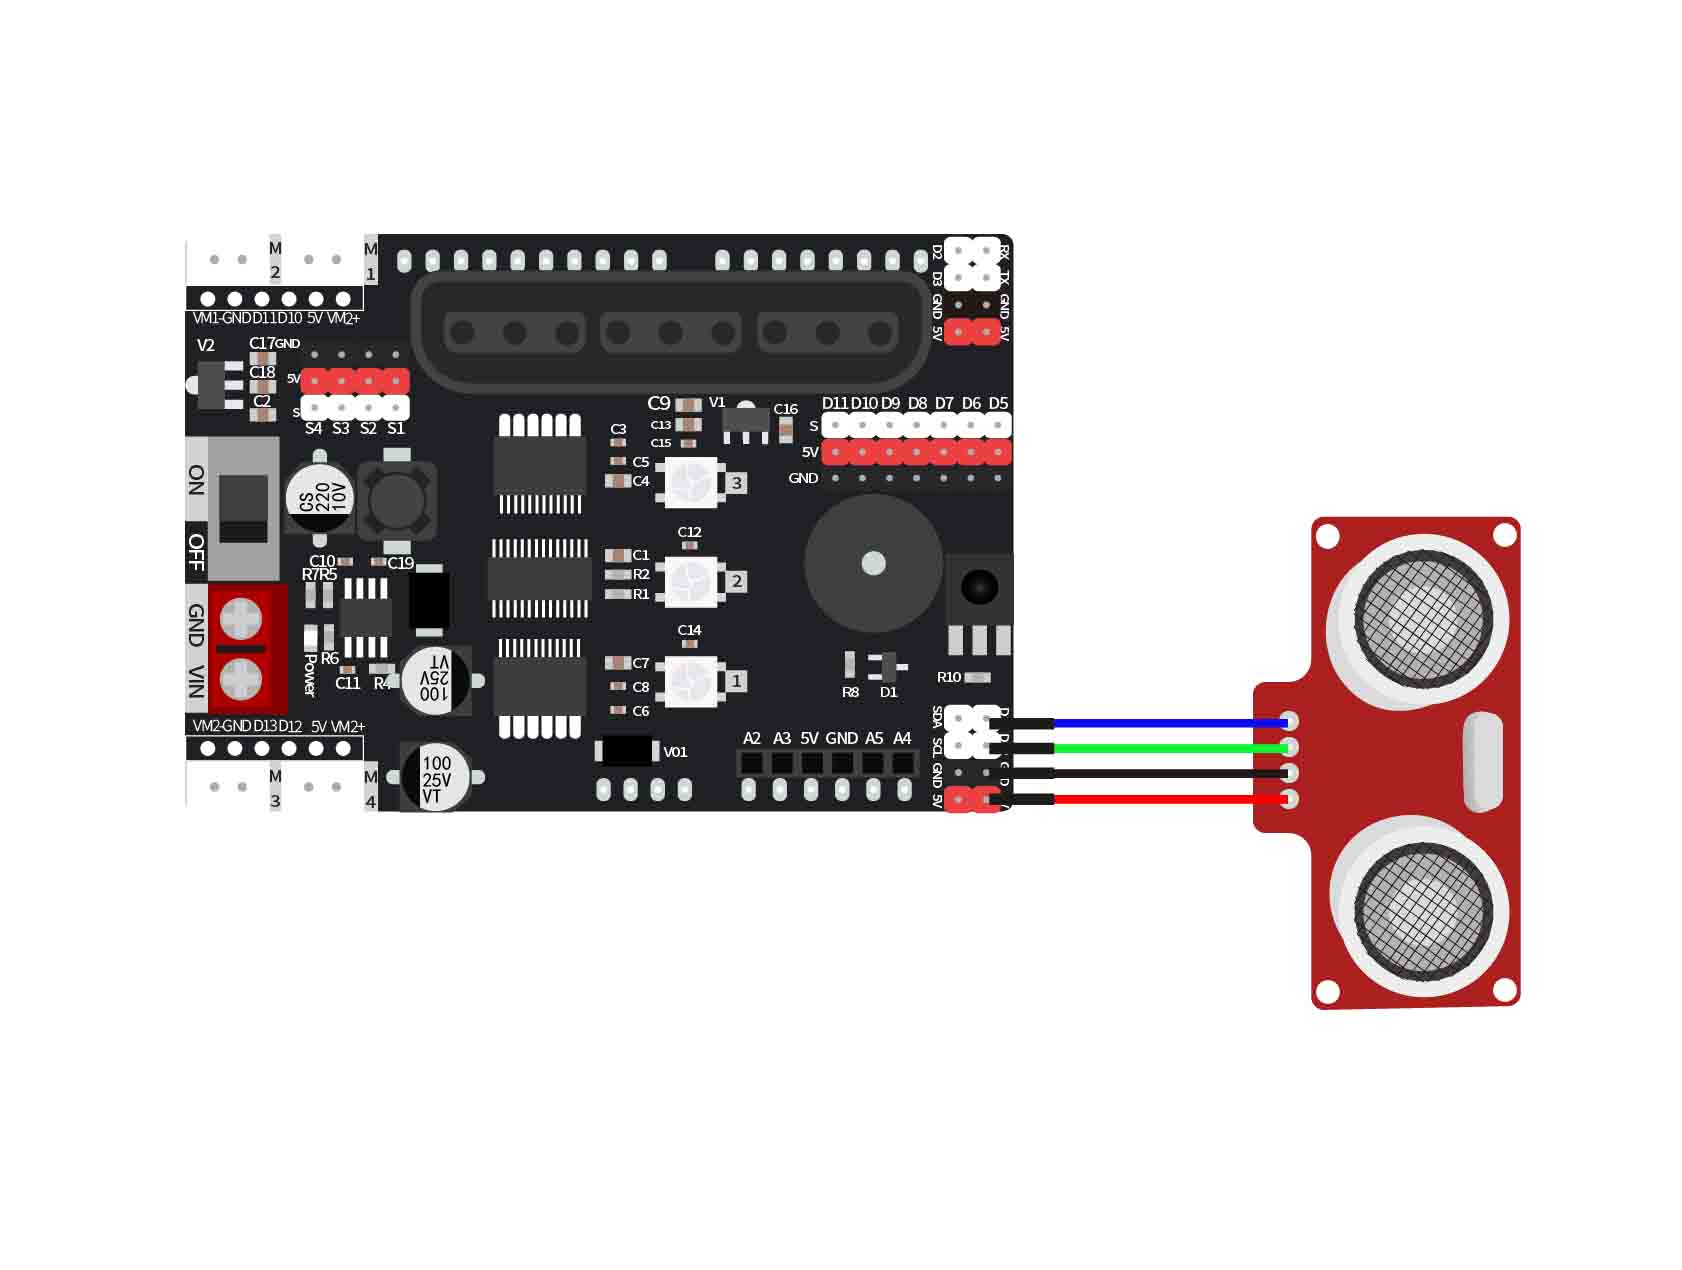 M
2
M
1
D2
RX
D3
TX
GND
GND
5V
5V
VM1-GND D11 D10 5V VM2+
V2
C17 GND
C18 5V
C2 S
S4 S3 S2 S1
C9 V1 C16
C13
C15
C3
C5
C4
3
D11 D10 D9 D8 D7 D6 D5
S
5V
GND
ON
OFF
CS
220
10V
C10 C19
R7 R5
C12
C1
R2
R1
2
GND
VIN
R6
Power
C11 R4
100
25V
VT
C14
C7
C8
C6
1
R8 D1
R10
VM2-GND D13 D12 5V VM2+
M
3
M
4
100
25V
VT
V01
A2 A3 5V GND A5 A4
SDA
SCL
GND
5V